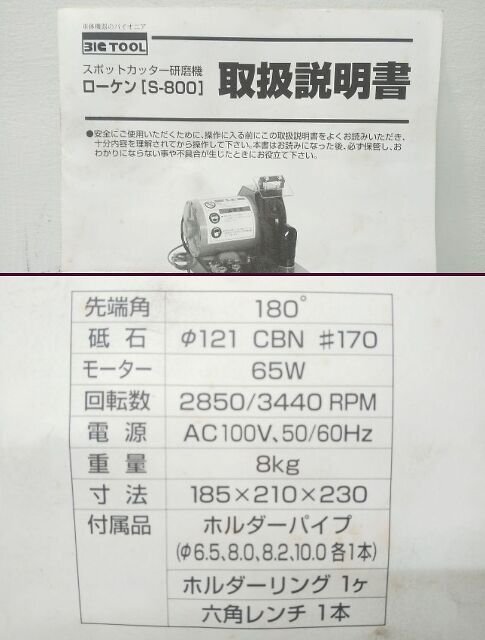 車体機器のパイオニア
BIG TOOL
スポットカッター研磨機
ローケン[S-800]
取扱説明書
●安全にご使用いただくために、操作に入る前にこの取扱説明書をよくお読みいただき、
十分内容を理解されてから操作して下さい。本書はお読みになった後、必ず保管し、お
わかりにならない事や不具合が生じたときにお役立て下さい。
先端角 180°
砥石 φ121 CBN ♯170
モーター 65W
回転数 2850/3440 RPM
電源 AC100V、50/60Hz
重量 8kg
寸法 185×210×230
付属品 ホルダーパイプ
(φ6.5、8.0、8.2、10.0 各1本)
ホルダーリング 1ヶ
六角レンチ 1本